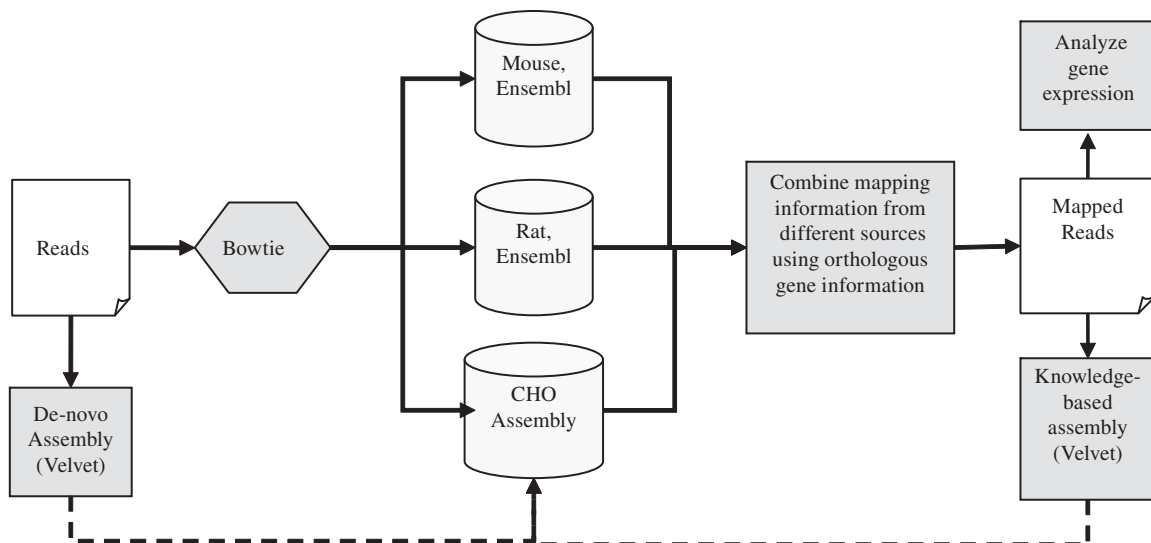 Reads
De-novo
Assembly
(Velvet)
Bowtie
Mouse,
Ensembl
Rat,
Ensembl
CHO
Assembly
Combine mapping
information from
different sources
using orthologous
gene information
Analyze
gene
expression
Mapped
Reads
Knowledge-
based
assembly
(Velvet)